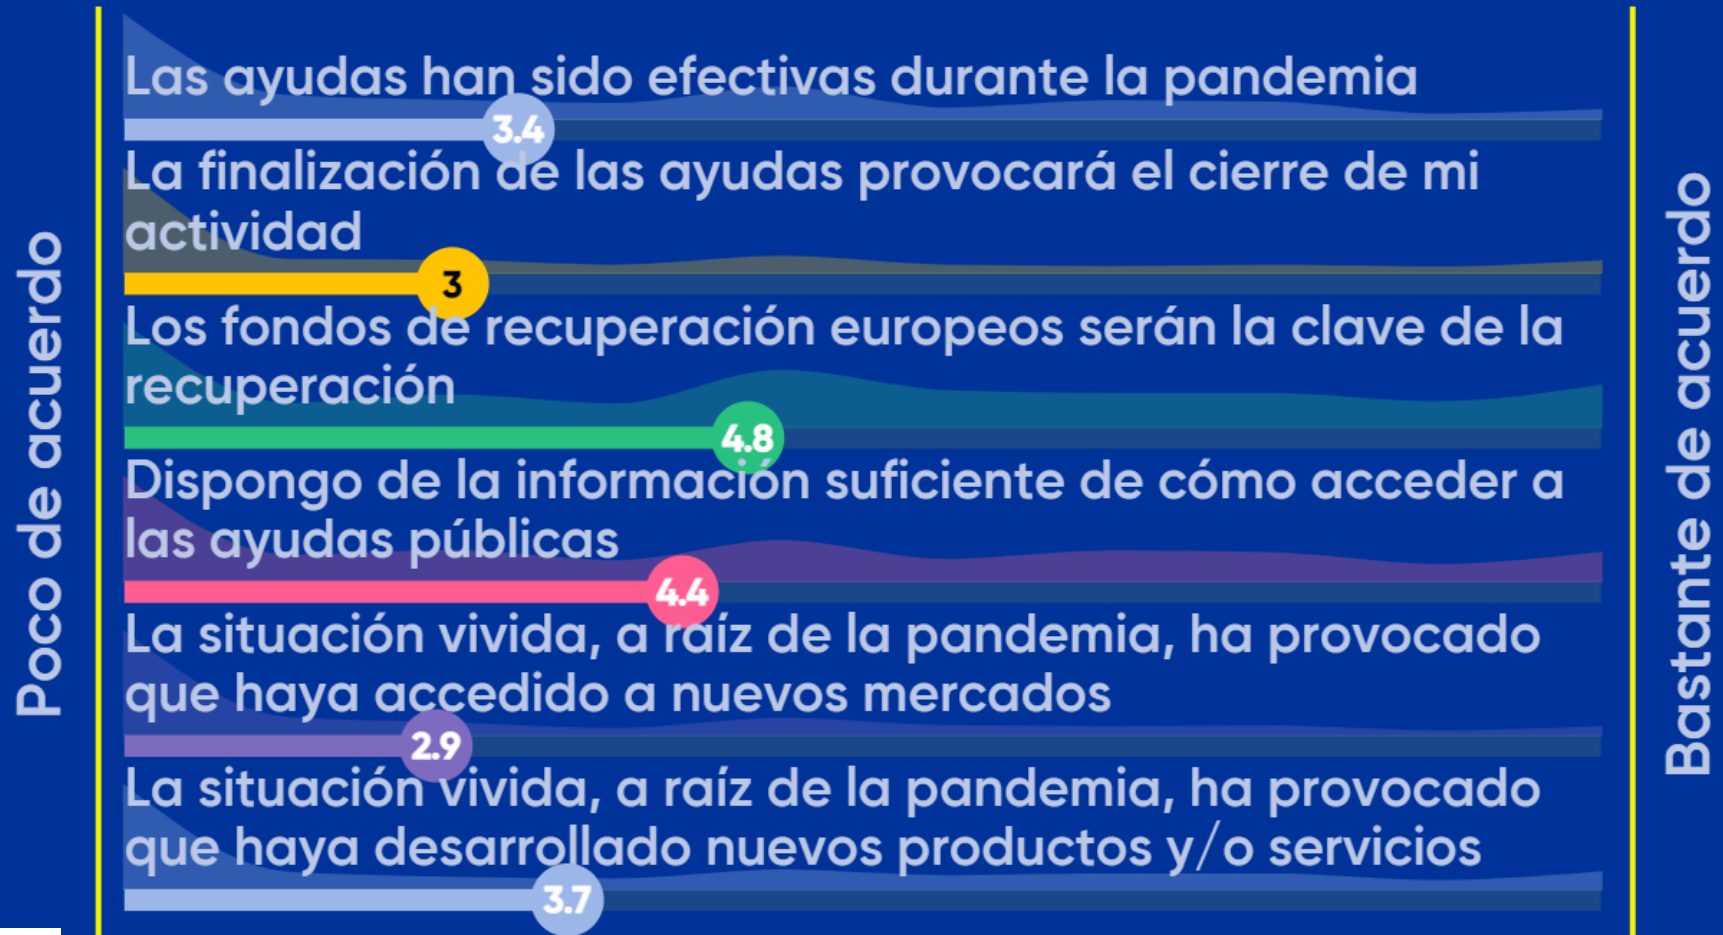 Poco de acuerdo
Las ayudas han sido efectivas durante la pandemia
3.4
La finalización de las ayudas provocará el cierre de mi
actividad
3
Los fondos de recuperación europeos serán la clave de la
recuperación
4.8
Dispongo de la información suficiente de cómo acceder a
las ayudas públicas
4.4
La situación vivida, a raíz de la pandemia, ha provocado
que haya accedido a nuevos mercados
2.9
La situación vivida, a raíz de la pandemia, ha provocado
que haya desarrollado nuevos productos y/o servicios
3.7
Bastante de acuerdo